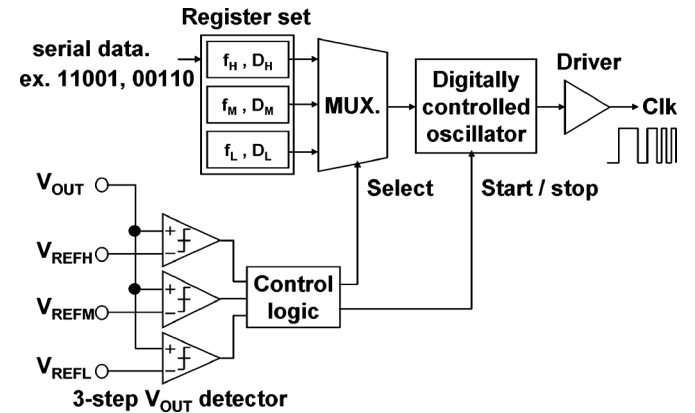 Register set
serial data.
ex. 11001, 00110
f_H , D_H
f_M , D_M
f_L , D_L
MUX.
Digitally
controlled
oscillator
Driver
Clk
Select
Start / stop
V_OUT
V_REFH
V_REFM
V_REFL
+
−
+
−
+
−
Control
logic
3-step V_OUT detector